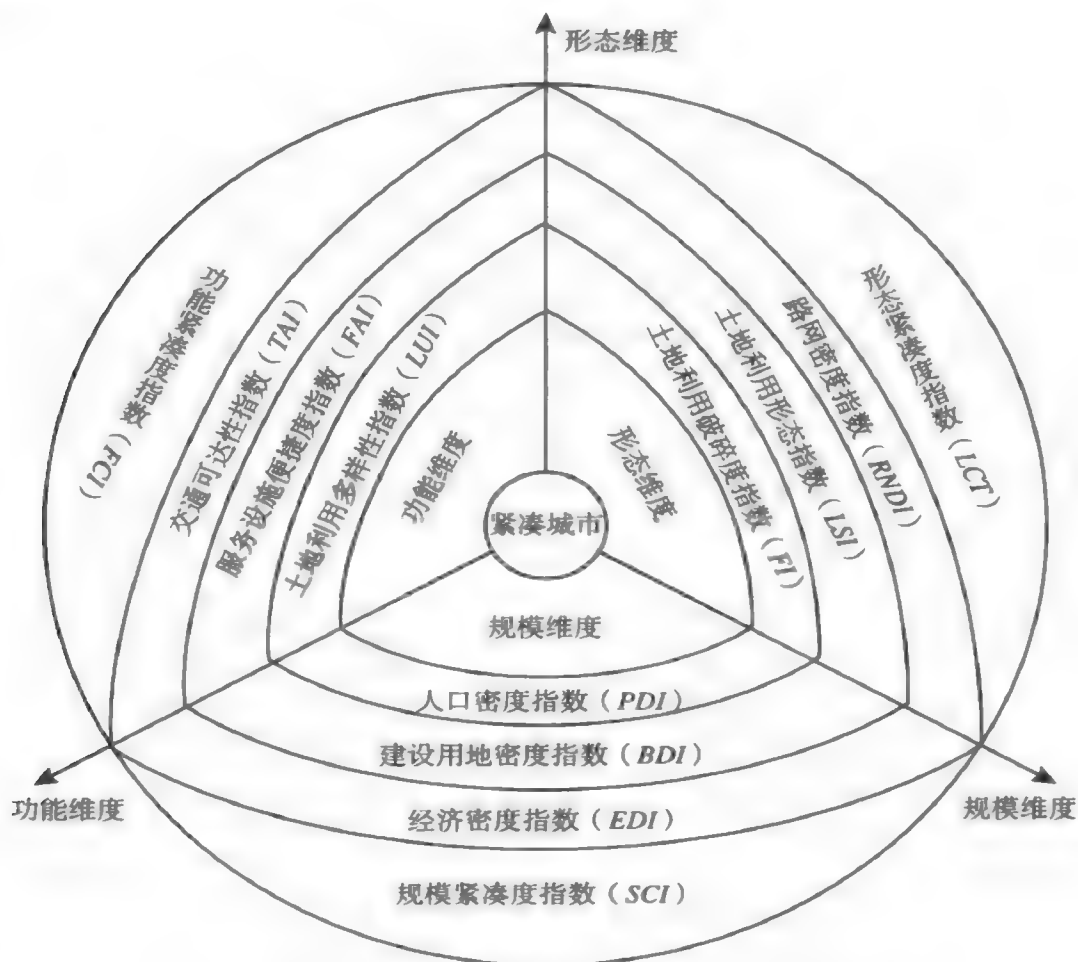 形态维度
功能紧凑度指数（FCI）
交通可达性指数（TAI）
服务设施便捷度指数（FAI）
土地利用多样性指数（LUI）
功能维度
形态维度
土地利用破碎度指数（FI）
土地利用形态指数（LSI）
路网密度指数（RNDI）
形态紧凑度指数（LCT）
紧凑城市
规模维度
人口密度指数（PDI）
建设用地密度指数（BDI）
功能维度
规模维度
经济密度指数（EDI）
规模紧凑度指数（SCI）